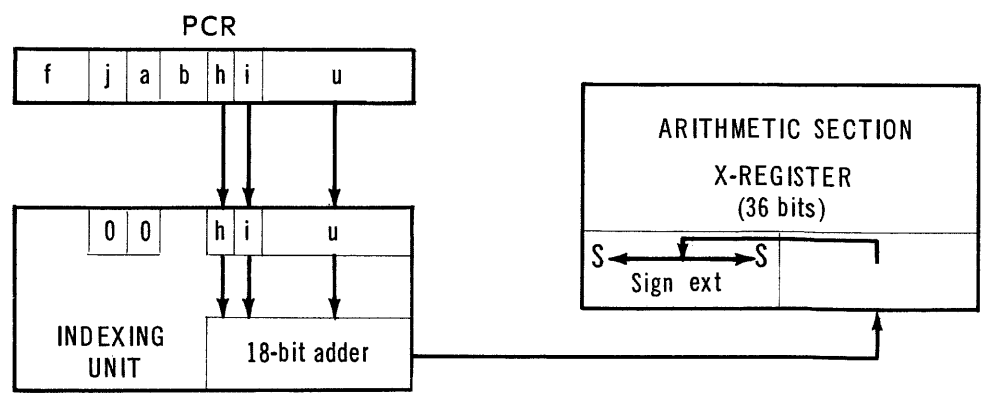 PCR
f j a b h i u
ARITHMETIC SECTION
X-REGISTER
(36 bits)
0 0 h i u
S S
Sign ext
INDEXING
UNIT
18-bit adder